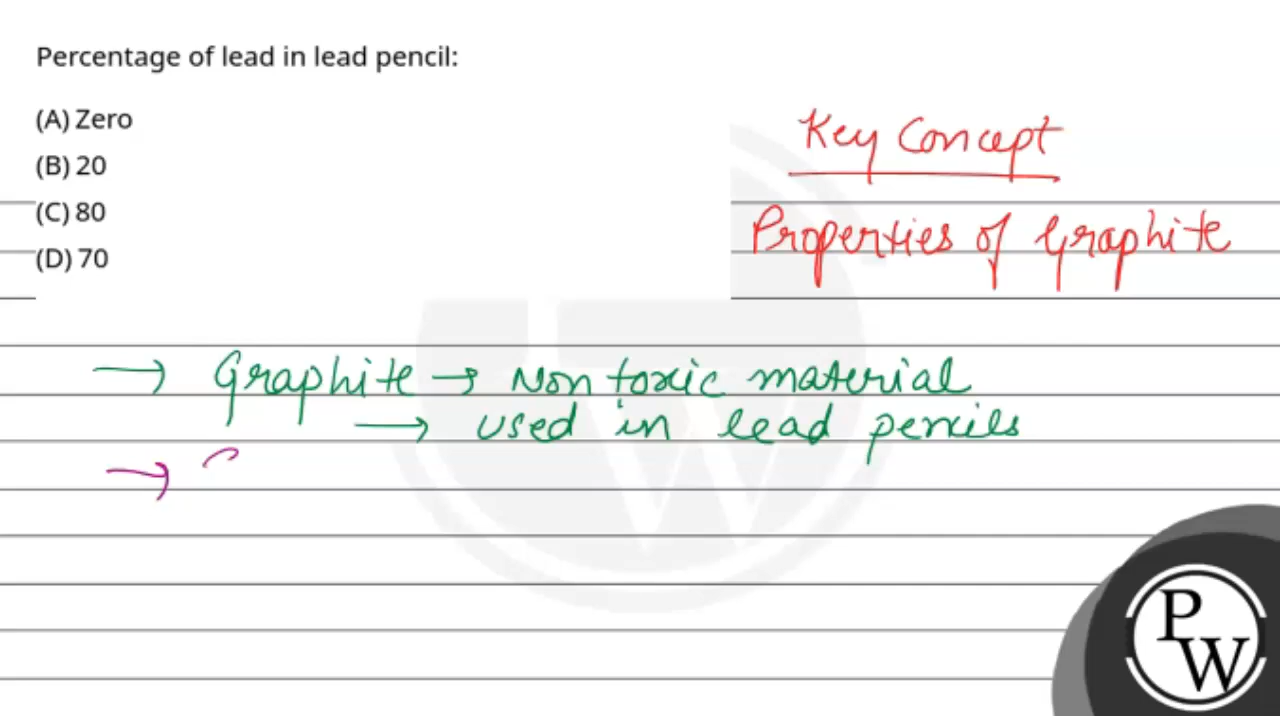 Percentage of lead in lead pencil:
(A) Zero
(B) 20
(C) 80
(D) 70
Key Concept
Properties of Graphite
→ Graphite → Non toxic material
→ used in lead pencils
→
PW